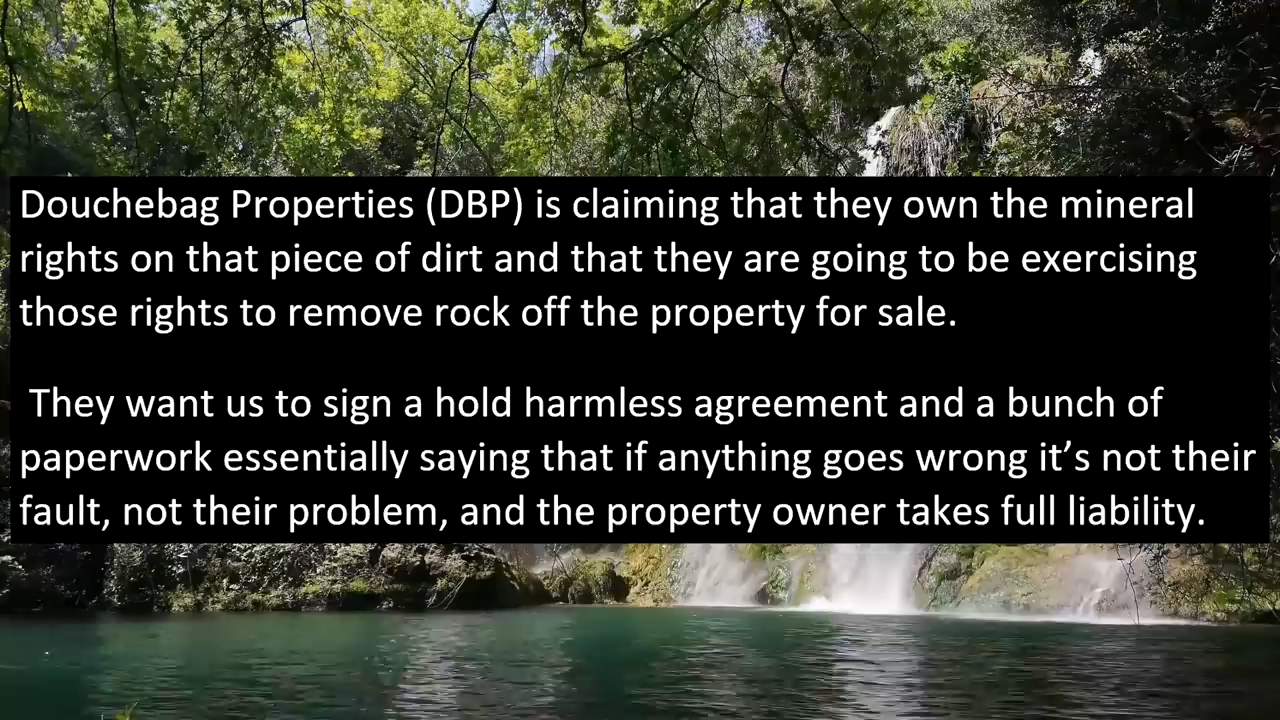 Douchebag Properties (DBP) is claiming that they own the mineral
rights on that piece of dirt and that they are going to be exercising
those rights to remove rock off the property for sale.
They want us to sign a hold harmless agreement and a bunch of
paperwork essentially saying that if anything goes wrong it’s not their
fault, not their problem, and the property owner takes full liability.